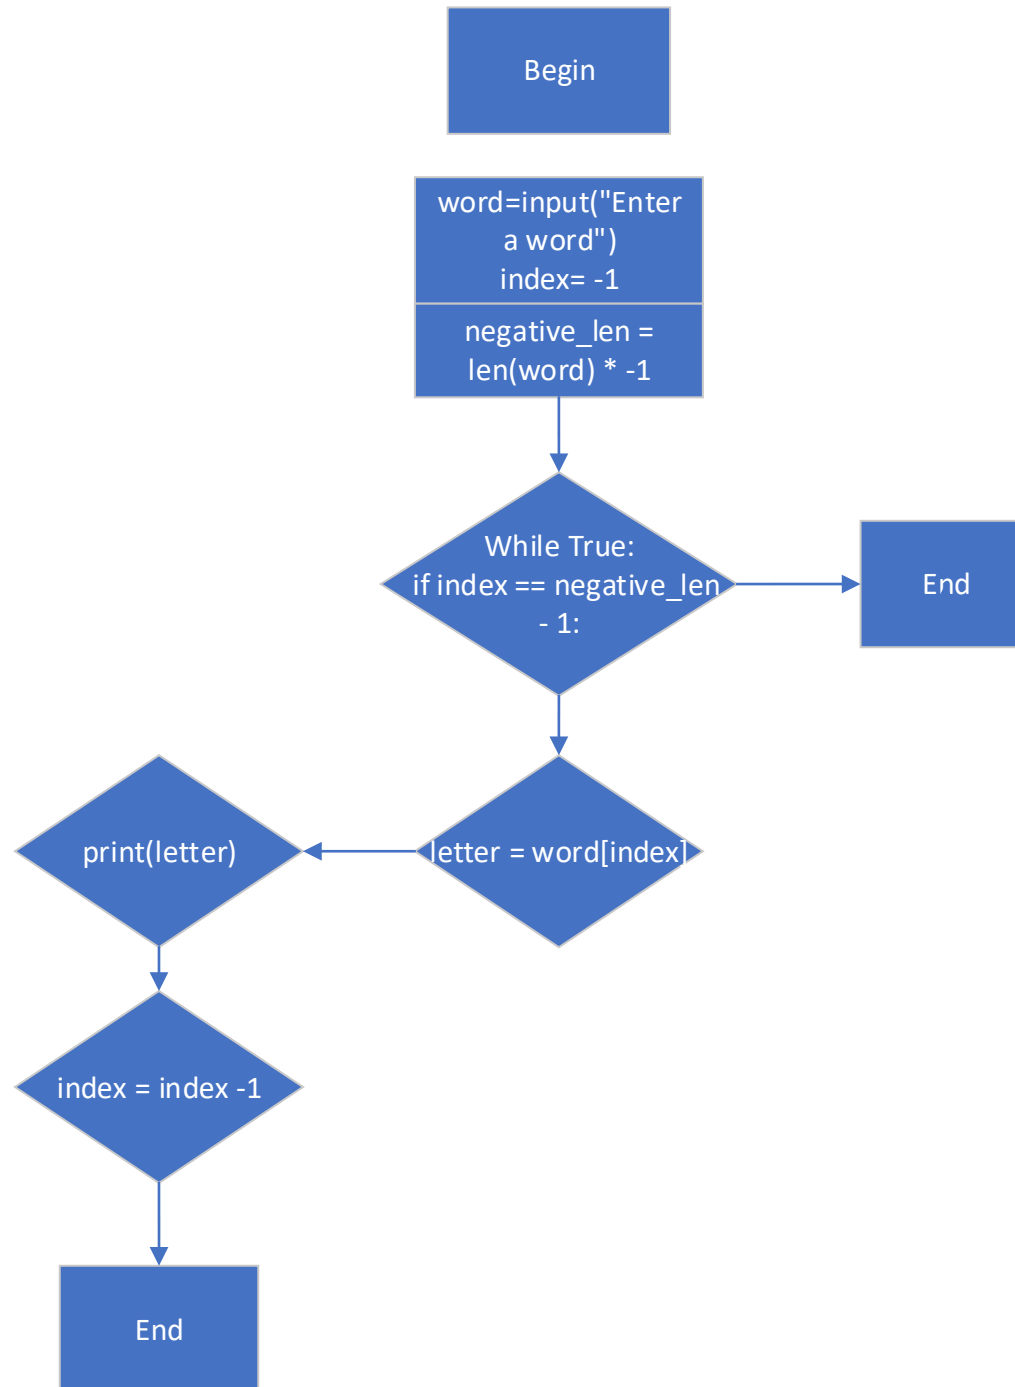 Begin
word=input("Enter
a word")
index= -1
negative_len =
len(word) * -1
While True:
if index == negative_len
- 1:
End
letter = word[index]
print(letter)
index = index -1
End